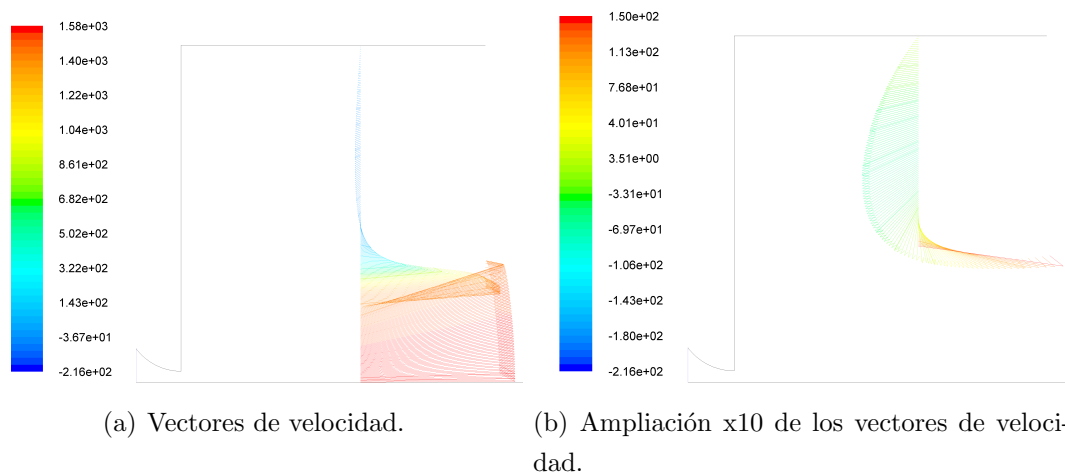 1.58e+03
1.40e+03
1.22e+03
1.04e+03
8.61e+02
6.82e+02
5.02e+02
3.22e+02
1.43e+02
-3.67e+01
-2.16e+02
(a) Vectores de velocidad.
1.50e+02
1.13e+02
7.68e+01
4.01e+01
3.51e+00
-3.31e+01
-6.97e+01
-1.06e+02
-1.43e+02
-1.80e+02
-2.16e+02
(b) Ampliación x10 de los vectores de veloci-
dad.